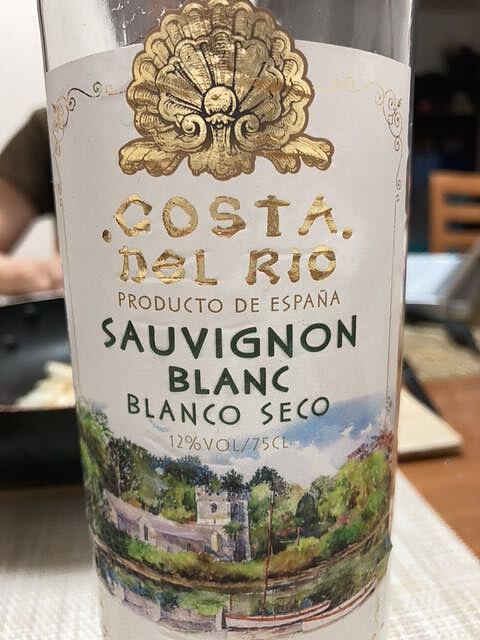 .COSTA.
DEL RIO
PRODUCTO DE ESPAÑA
SAUVIGNON
BLANC
BLANCO SECO
12%VOL/75CL